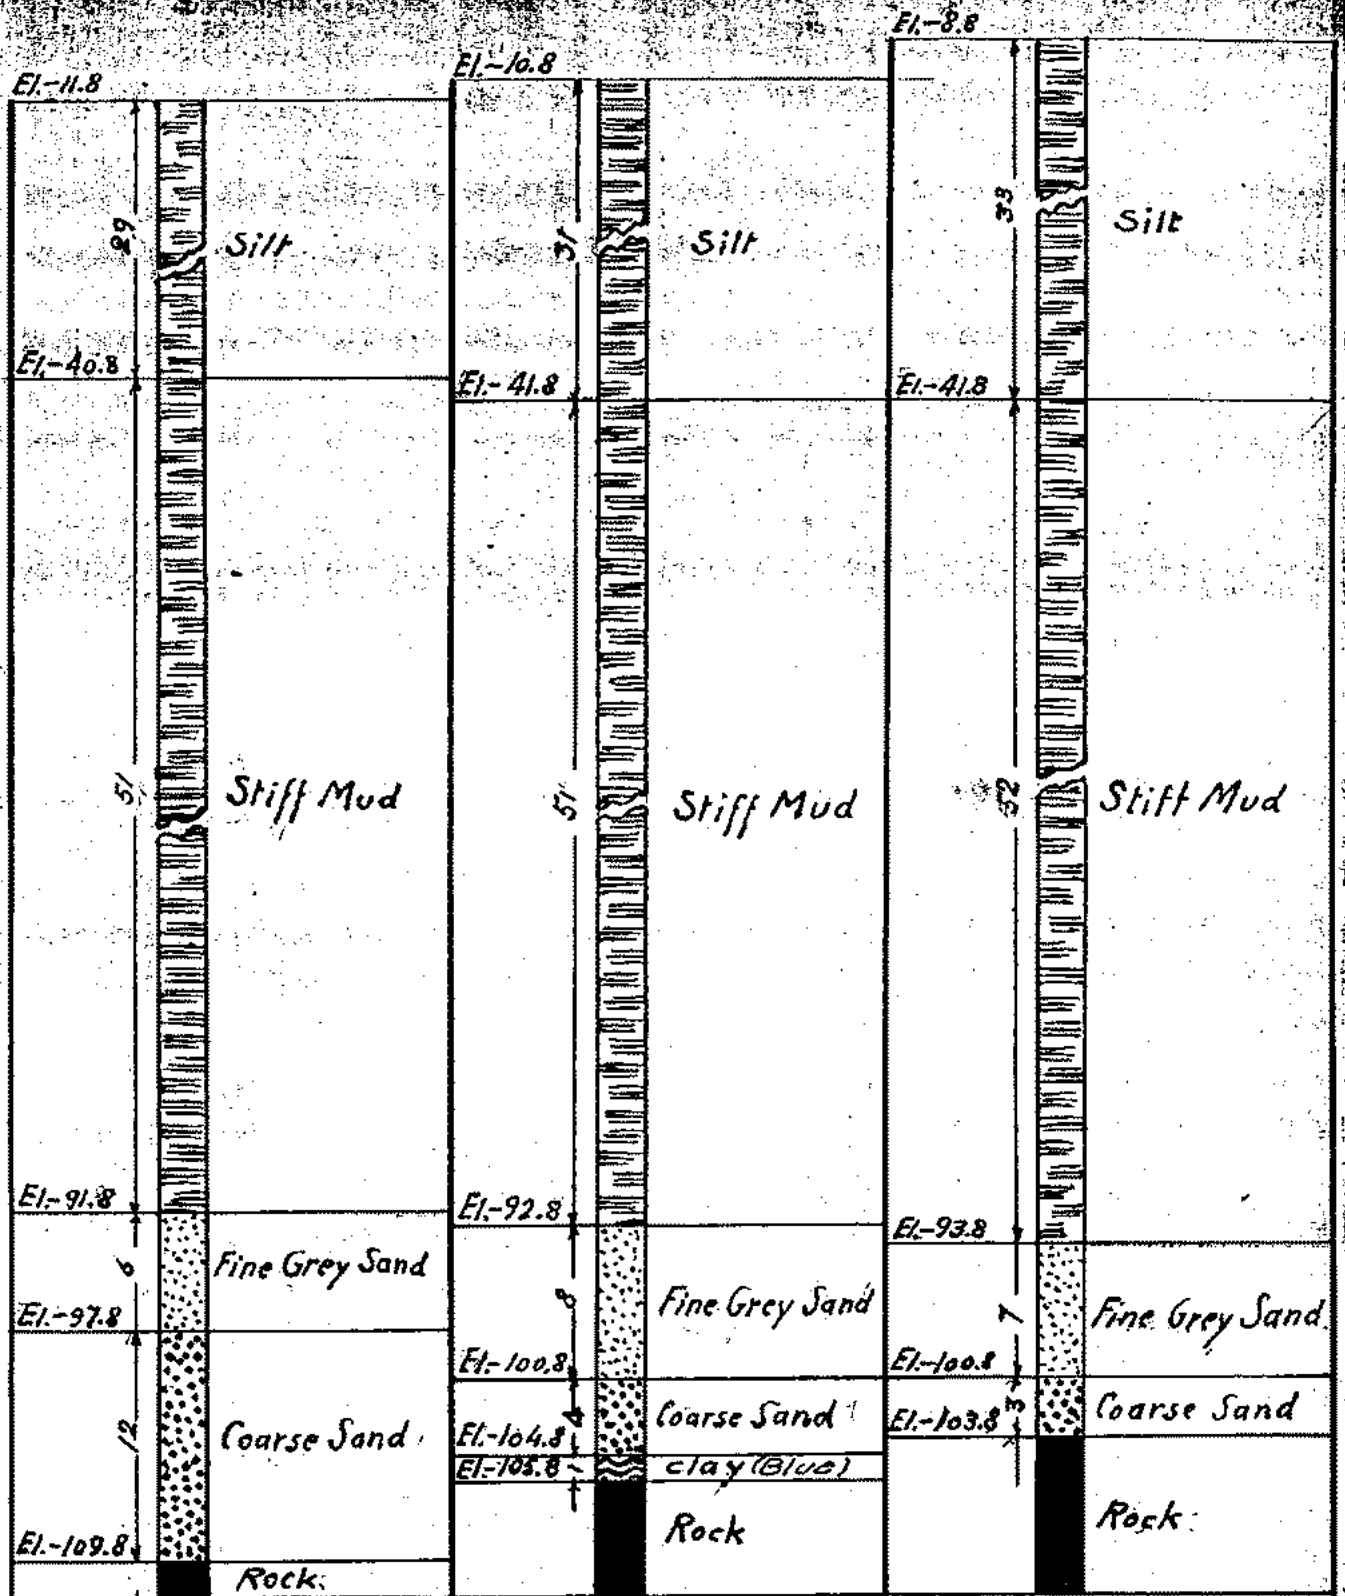 El.-11.8
29
Silt
El.-40.8
51
Stiff Mud
El.-91.8
6
Fine Grey Sand
El.-97.8
12
Coarse Sand
El.-109.8
Rock.
El.-10.8
31
Silt
El.-41.8
51
Stiff Mud
El.-92.8
8
Fine Grey Sand
El.-100.8
4
Coarse Sand
El.-104.8
1
clay (Blue)
El.-105.8
Rock
El.-8.8
33
Silt
El.-41.8
52
Stiff Mud
El.-93.8
7
Fine Grey Sand
El.-100.8
3
Coarse Sand
El.-103.8
Rock